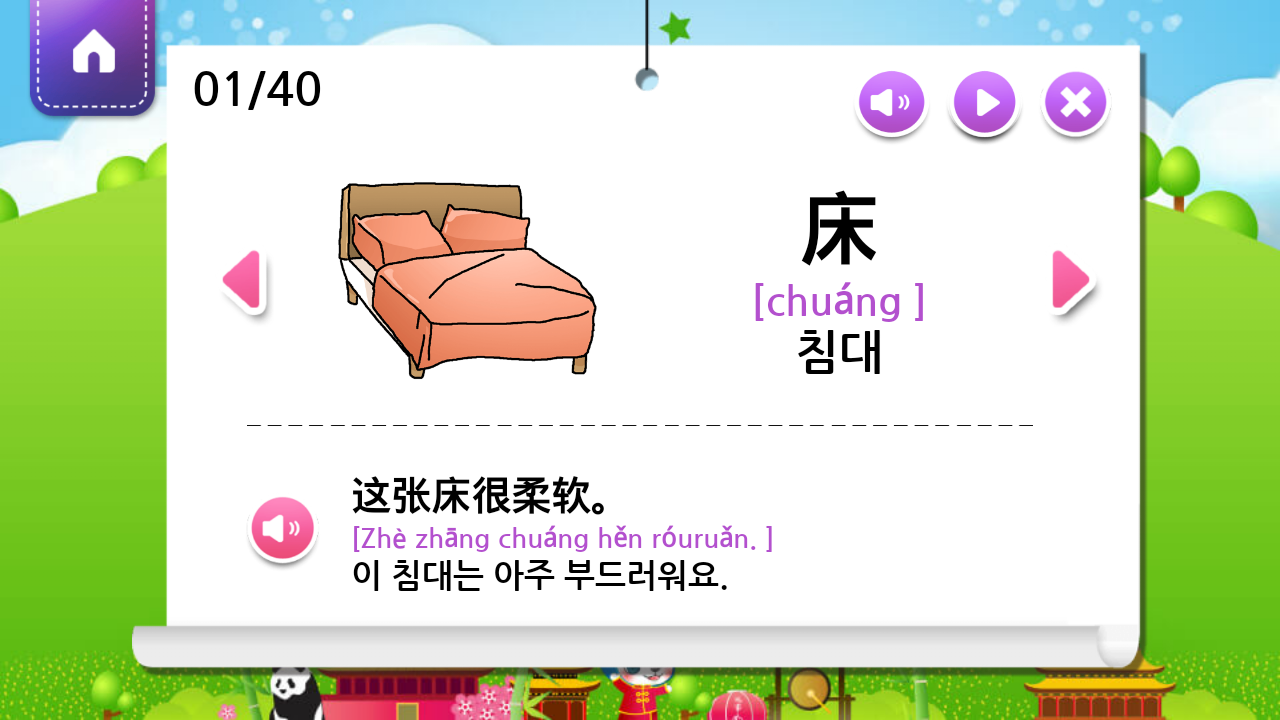 01/40
床
[chuáng ]
침대
这张床很柔软。
[Zhè zhāng chuáng hěn róuruǎn. ]
이 침대는 아주 부드러워요.